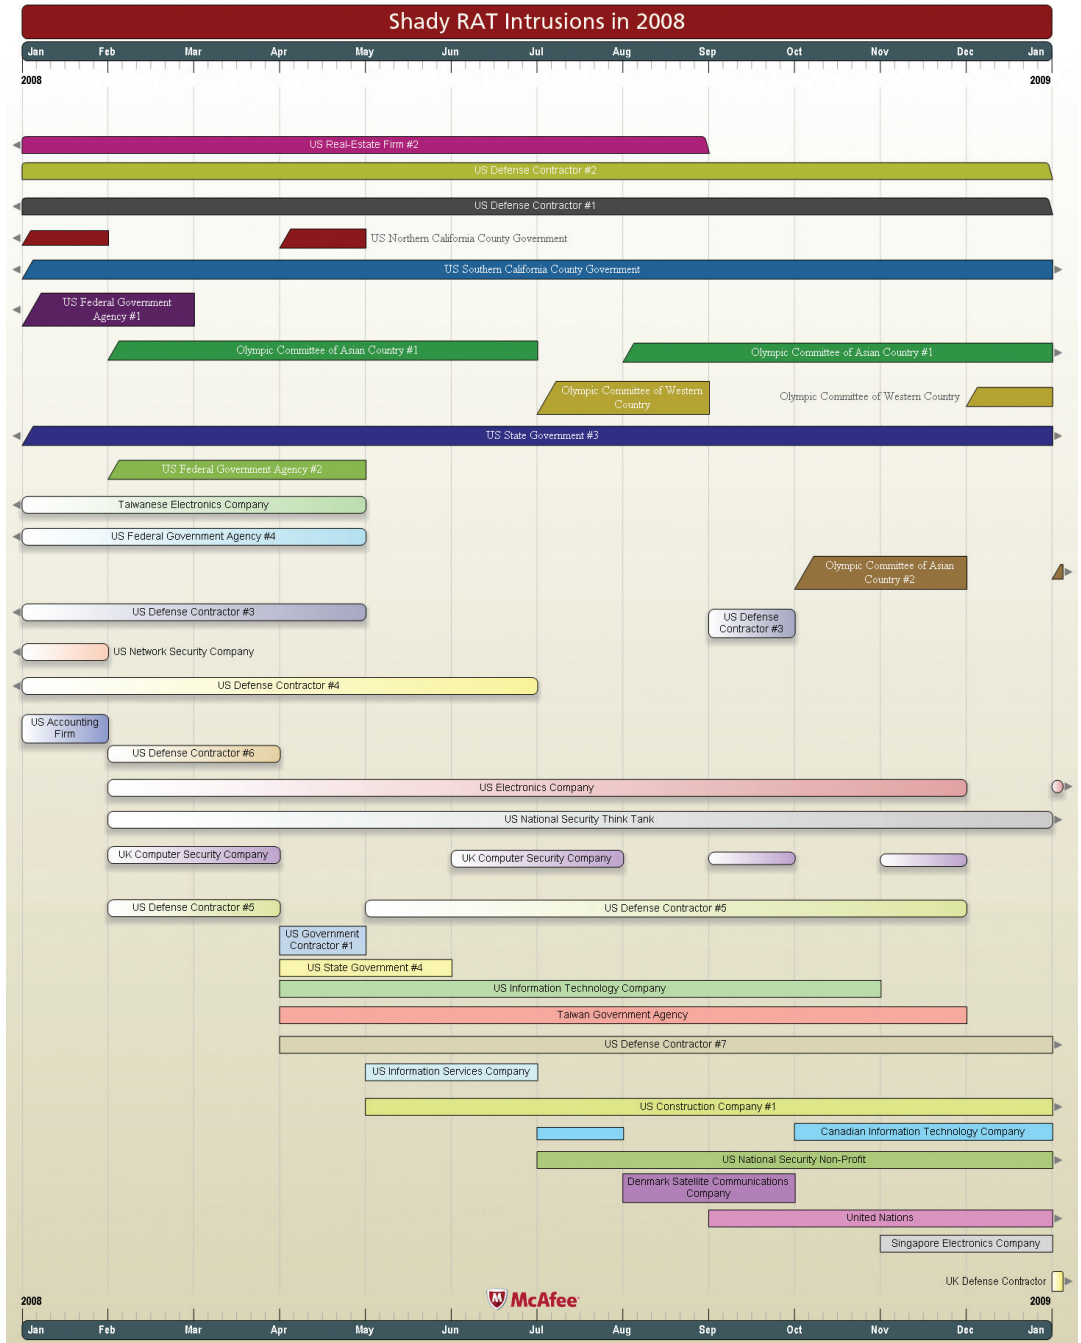 Shady RAT Intrusions in 2008
Jan Feb Mar Apr May Jun Jul Aug Sep Oct Nov Dec Jan
2008 2009
US Real-Estate Firm #2
US Defense Contractor #2
US Defense Contractor #1
US Northern California County Government
US Southern California County Government
US Federal Government
Agency #1
Olympic Committee of Asian Country #1
Olympic Committee of Asian Country #1
Olympic Committee of Western
Country
Olympic Committee of Western Country
US State Government #3
US Federal Government Agency #2
Taiwanese Electronics Company
US Federal Government Agency #4
Olympic Committee of Asian
Country #2
US Defense Contractor #3
US Defense
Contractor #3
US Network Security Company
US Defense Contractor #4
US Accounting
Firm
US Defense Contractor #6
US Electronics Company
US National Security Think Tank
UK Computer Security Company
UK Computer Security Company
US Defense Contractor #5
US Defense Contractor #5
US Government
Contractor #1
US State Government #4
US Information Technology Company
Taiwan Government Agency
US Defense Contractor #7
US Information Services Company
US Construction Company #1
Canadian Information Technology Company
US National Security Non-Profit
Denmark Satellite Communications
Company
United Nations
Singapore Electronics Company
UK Defense Contractor
2008 McAfee 2009
Jan Feb Mar Apr May Jun Jul Aug Sep Oct Nov Dec Jan